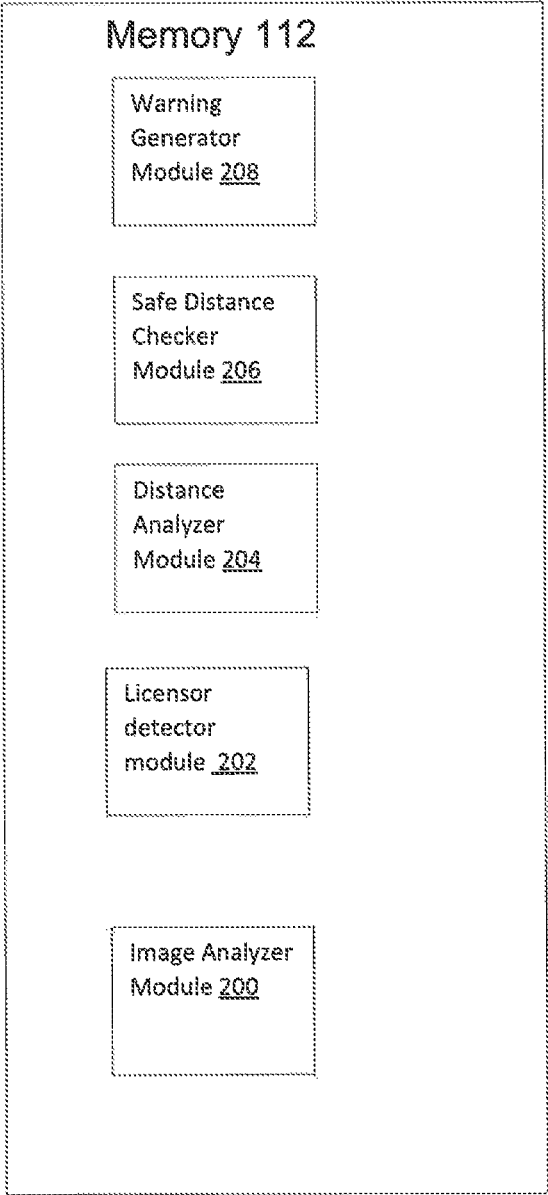 Memory 112
Warning
Generator
Module 208
Safe Distance
Checker
Module 206
Distance
Analyzer
Module 204
Licensor
detector
module 202
Image Analyzer
Module 200